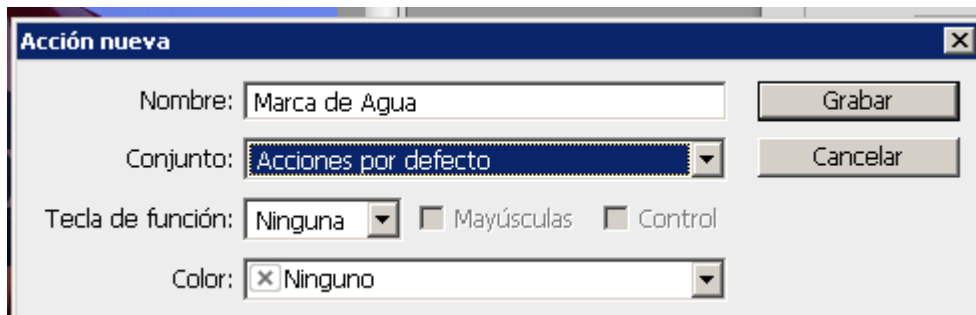 Acción nueva
Nombre: Marca de Agua Grabar
Conjunto: Acciones por defecto Cancelar
Tecla de función: Ninguna Mayúsculas Control
Color: Ninguno